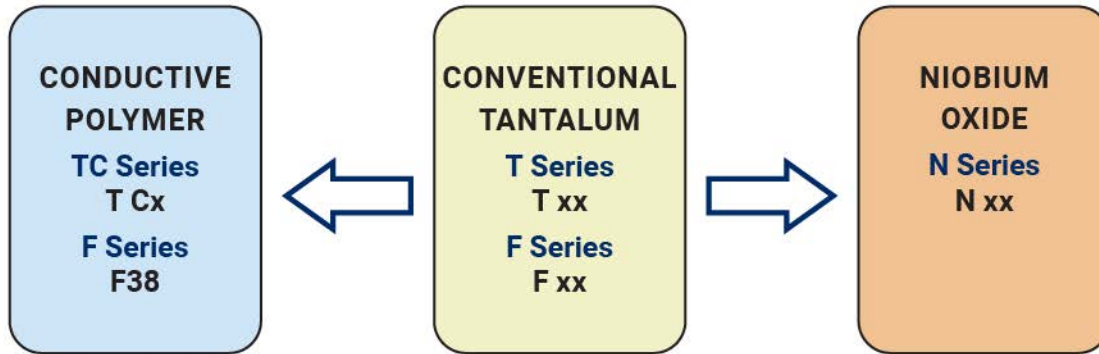 CONDUCTIVE
POLYMER
TC Series
T Cx
F Series
F38
CONVENTIONAL
TANTALUM
T Series
T xx
F Series
F xx
NIOBIUM
OXIDE
N Series
N xx